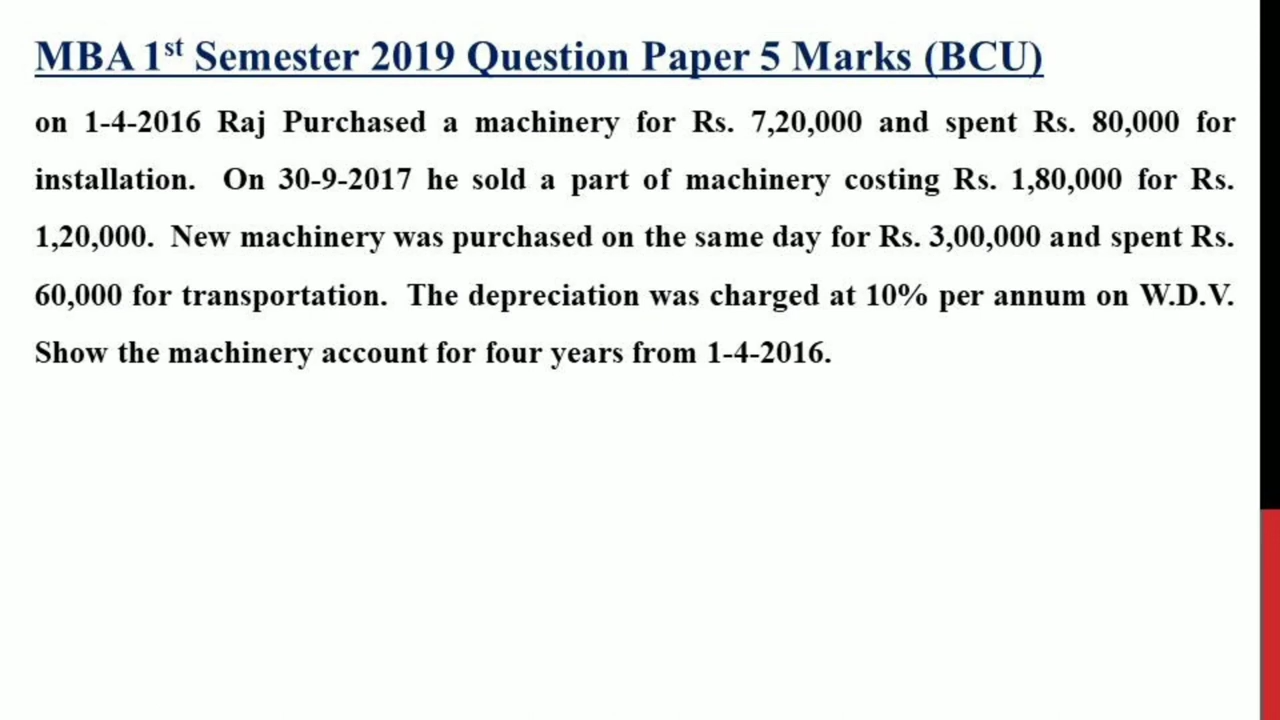 MBA 1st Semester 2019 Question Paper 5 Marks (BCU)
on 1-4-2016 Raj Purchased a machinery for Rs. 7,20,000 and spent Rs. 80,000 for
installation. On 30-9-2017 he sold a part of machinery costing Rs. 1,80,000 for Rs.
1,20,000. New machinery was purchased on the same day for Rs. 3,00,000 and spent Rs.
60,000 for transportation. The depreciation was charged at 10% per annum on W.D.V.
Show the machinery account for four years from 1-4-2016.